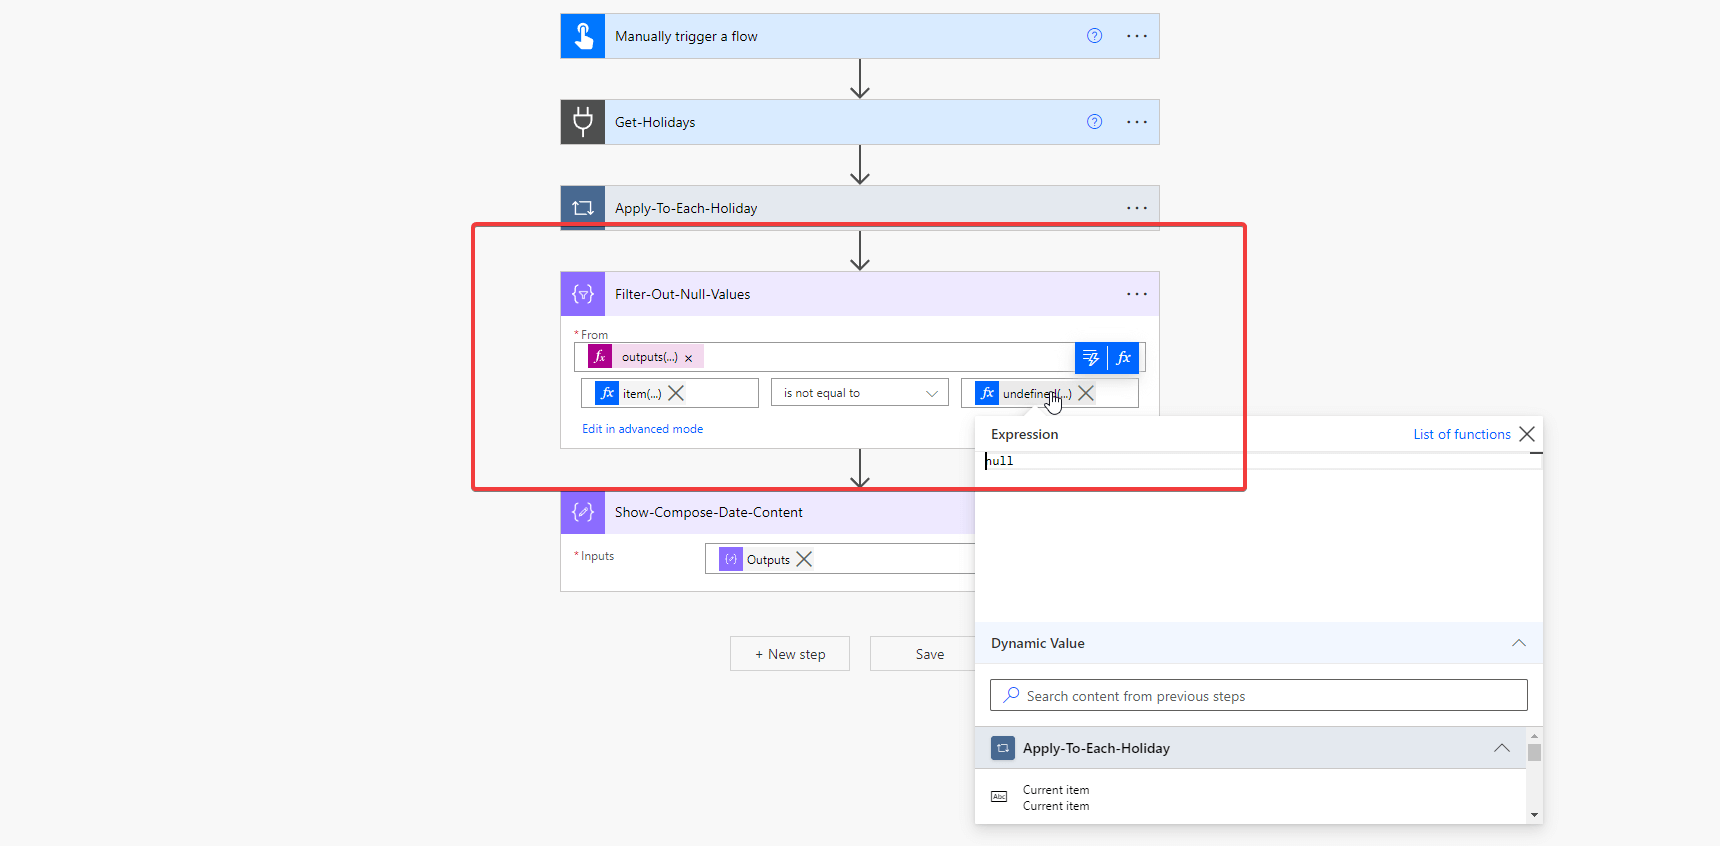 Manually trigger a flow
Get-Holidays
Apply-To-Each-Holiday
Filter-Out-Null-Values
* From
fx outputs(...) ×
fx
fx item(...)
is not equal to
fx undefined(...)
Edit in advanced mode
Expression
List of functions
null
Show-Compose-Date-Content
* Inputs
Outputs
+ New step
Save
Dynamic Value
Search content from previous steps
Apply-To-Each-Holiday
Abc
Current item
Current item